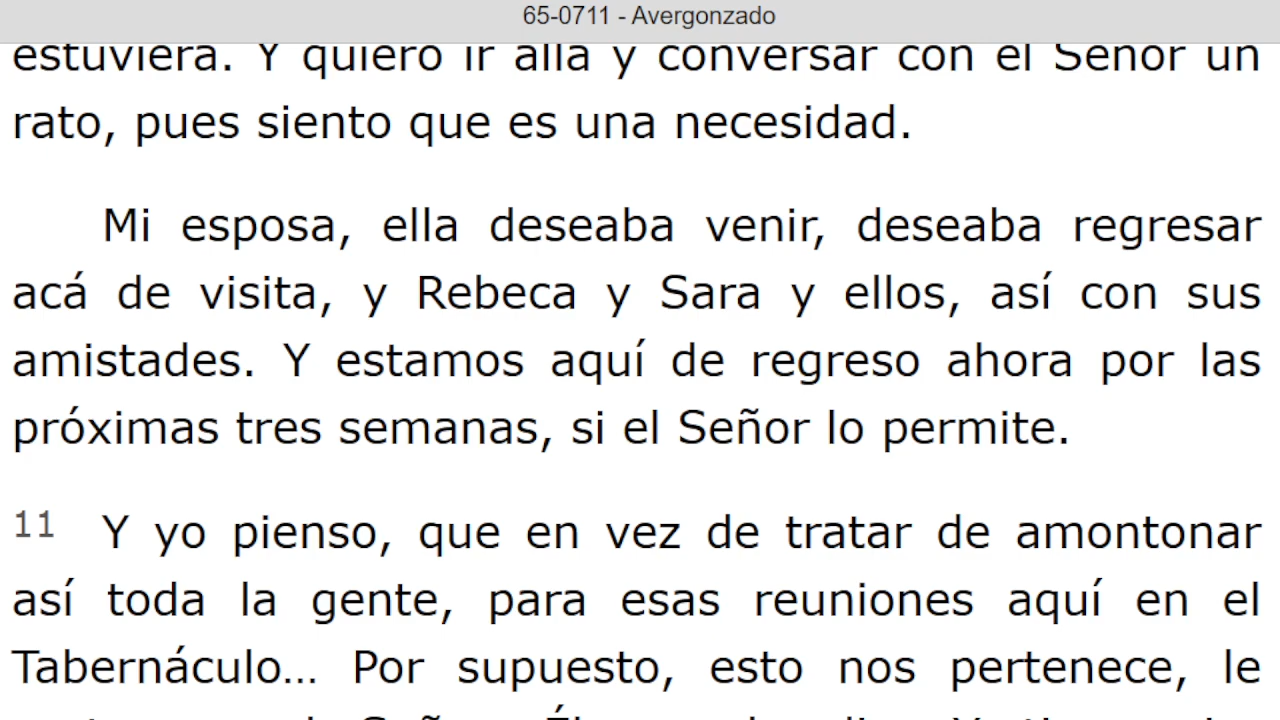 65-0711 - Avergonzado
estuviera. Y quiero ir allá y conversar con el Señor un
rato, pues siento que es una necesidad.
Mi esposa, ella deseaba venir, deseaba regresar
acá de visita, y Rebeca y Sara y ellos, así con sus
amistades. Y estamos aquí de regreso ahora por las
próximas tres semanas, si el Señor lo permite.
11 Y yo pienso, que en vez de tratar de amontonar
así toda la gente, para esas reuniones aquí en el
Tabernáculo... Por supuesto, esto nos pertenece, le